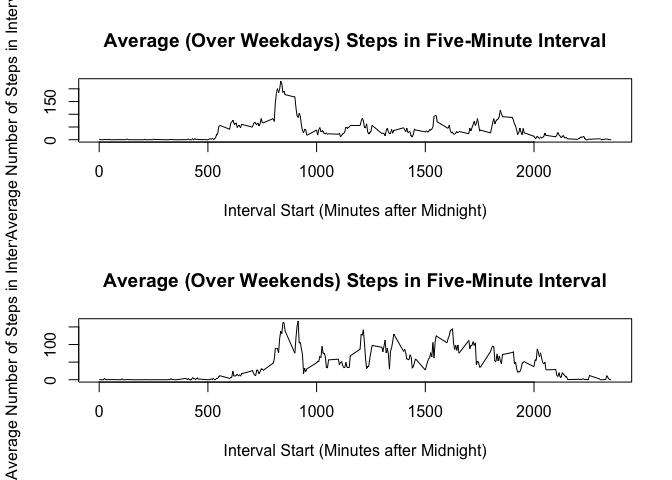 Average (Over Weekdays) Steps in Five-Minute Interval
Average Number of Steps in Interv
0
150
0
500
1000
1500
2000
Interval Start (Minutes after Midnight)
Average (Over Weekends) Steps in Five-Minute Interval
Average Number of Steps in Inter
0
100
0
500
1000
1500
2000
Interval Start (Minutes after Midnight)